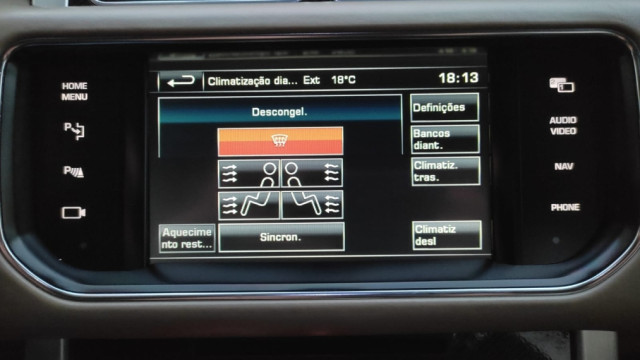 HOME
MENU
P
P
Climatização dia... Ext 18°C 18:13
Descongel.
Definições
Bancos
diant.
Climatiz.
tras.
Aquecime
nto rest...
Sincron.
Climatiz
desl
1
AUDIO
VIDEO
NAV
PHONE